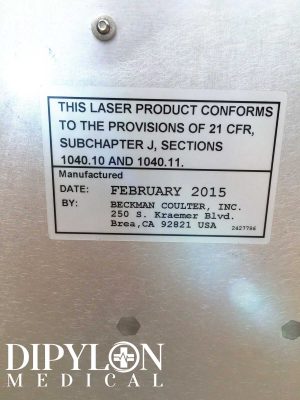 THIS LASER PRODUCT CONFORMS
TO THE PROVISIONS OF 21 CFR,
SUBCHAPTER J, SECTIONS
1040.10 AND 1040.11.
Manufactured
DATE: FEBRUARY 2015
BY: BECKMAN COULTER, INC.
250 S. Kraemer Blvd.
Brea,CA 92821 USA 2427786
DIPYLON
MEDICAL